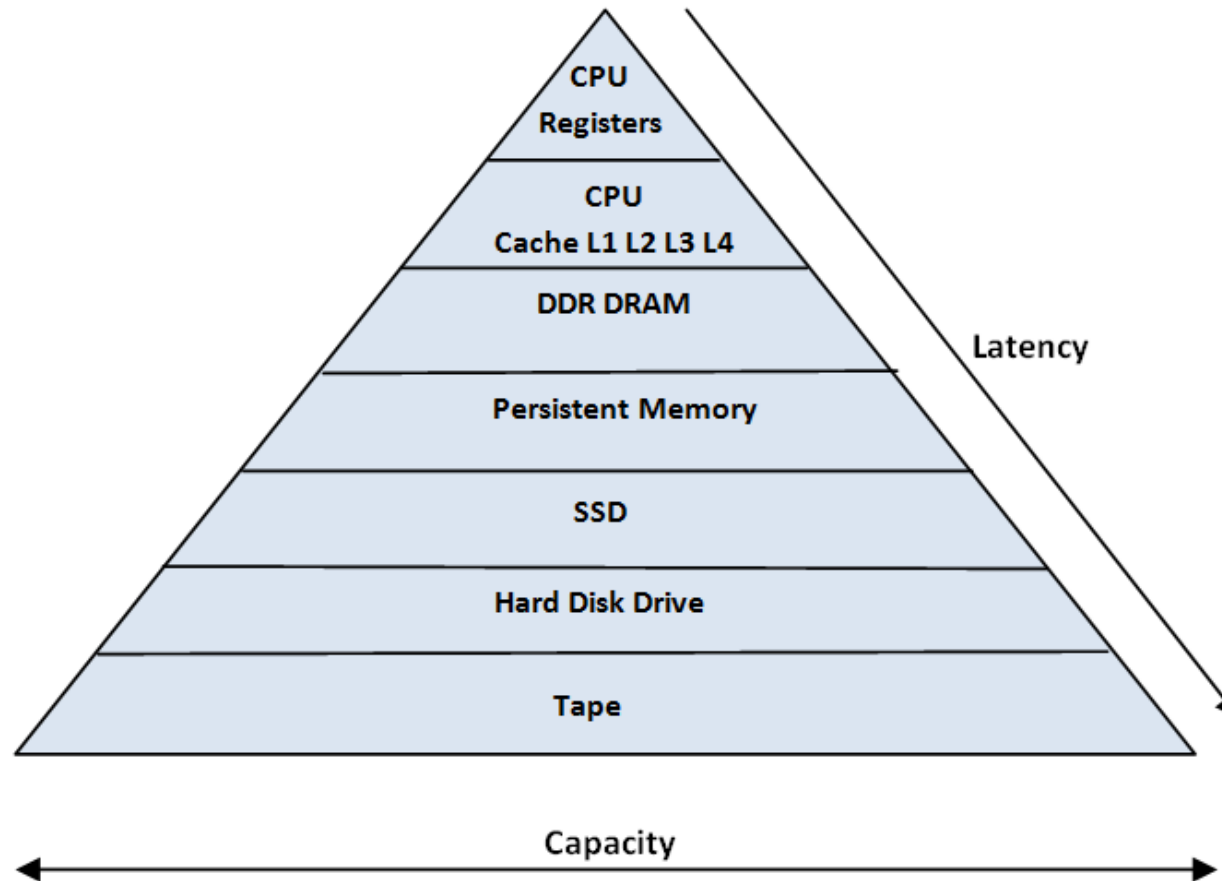 CPU
Registers
CPU
Cache L1 L2 L3 L4
DDR DRAM
Latency
Persistent Memory
SSD
Hard Disk Drive
Tape
Capacity